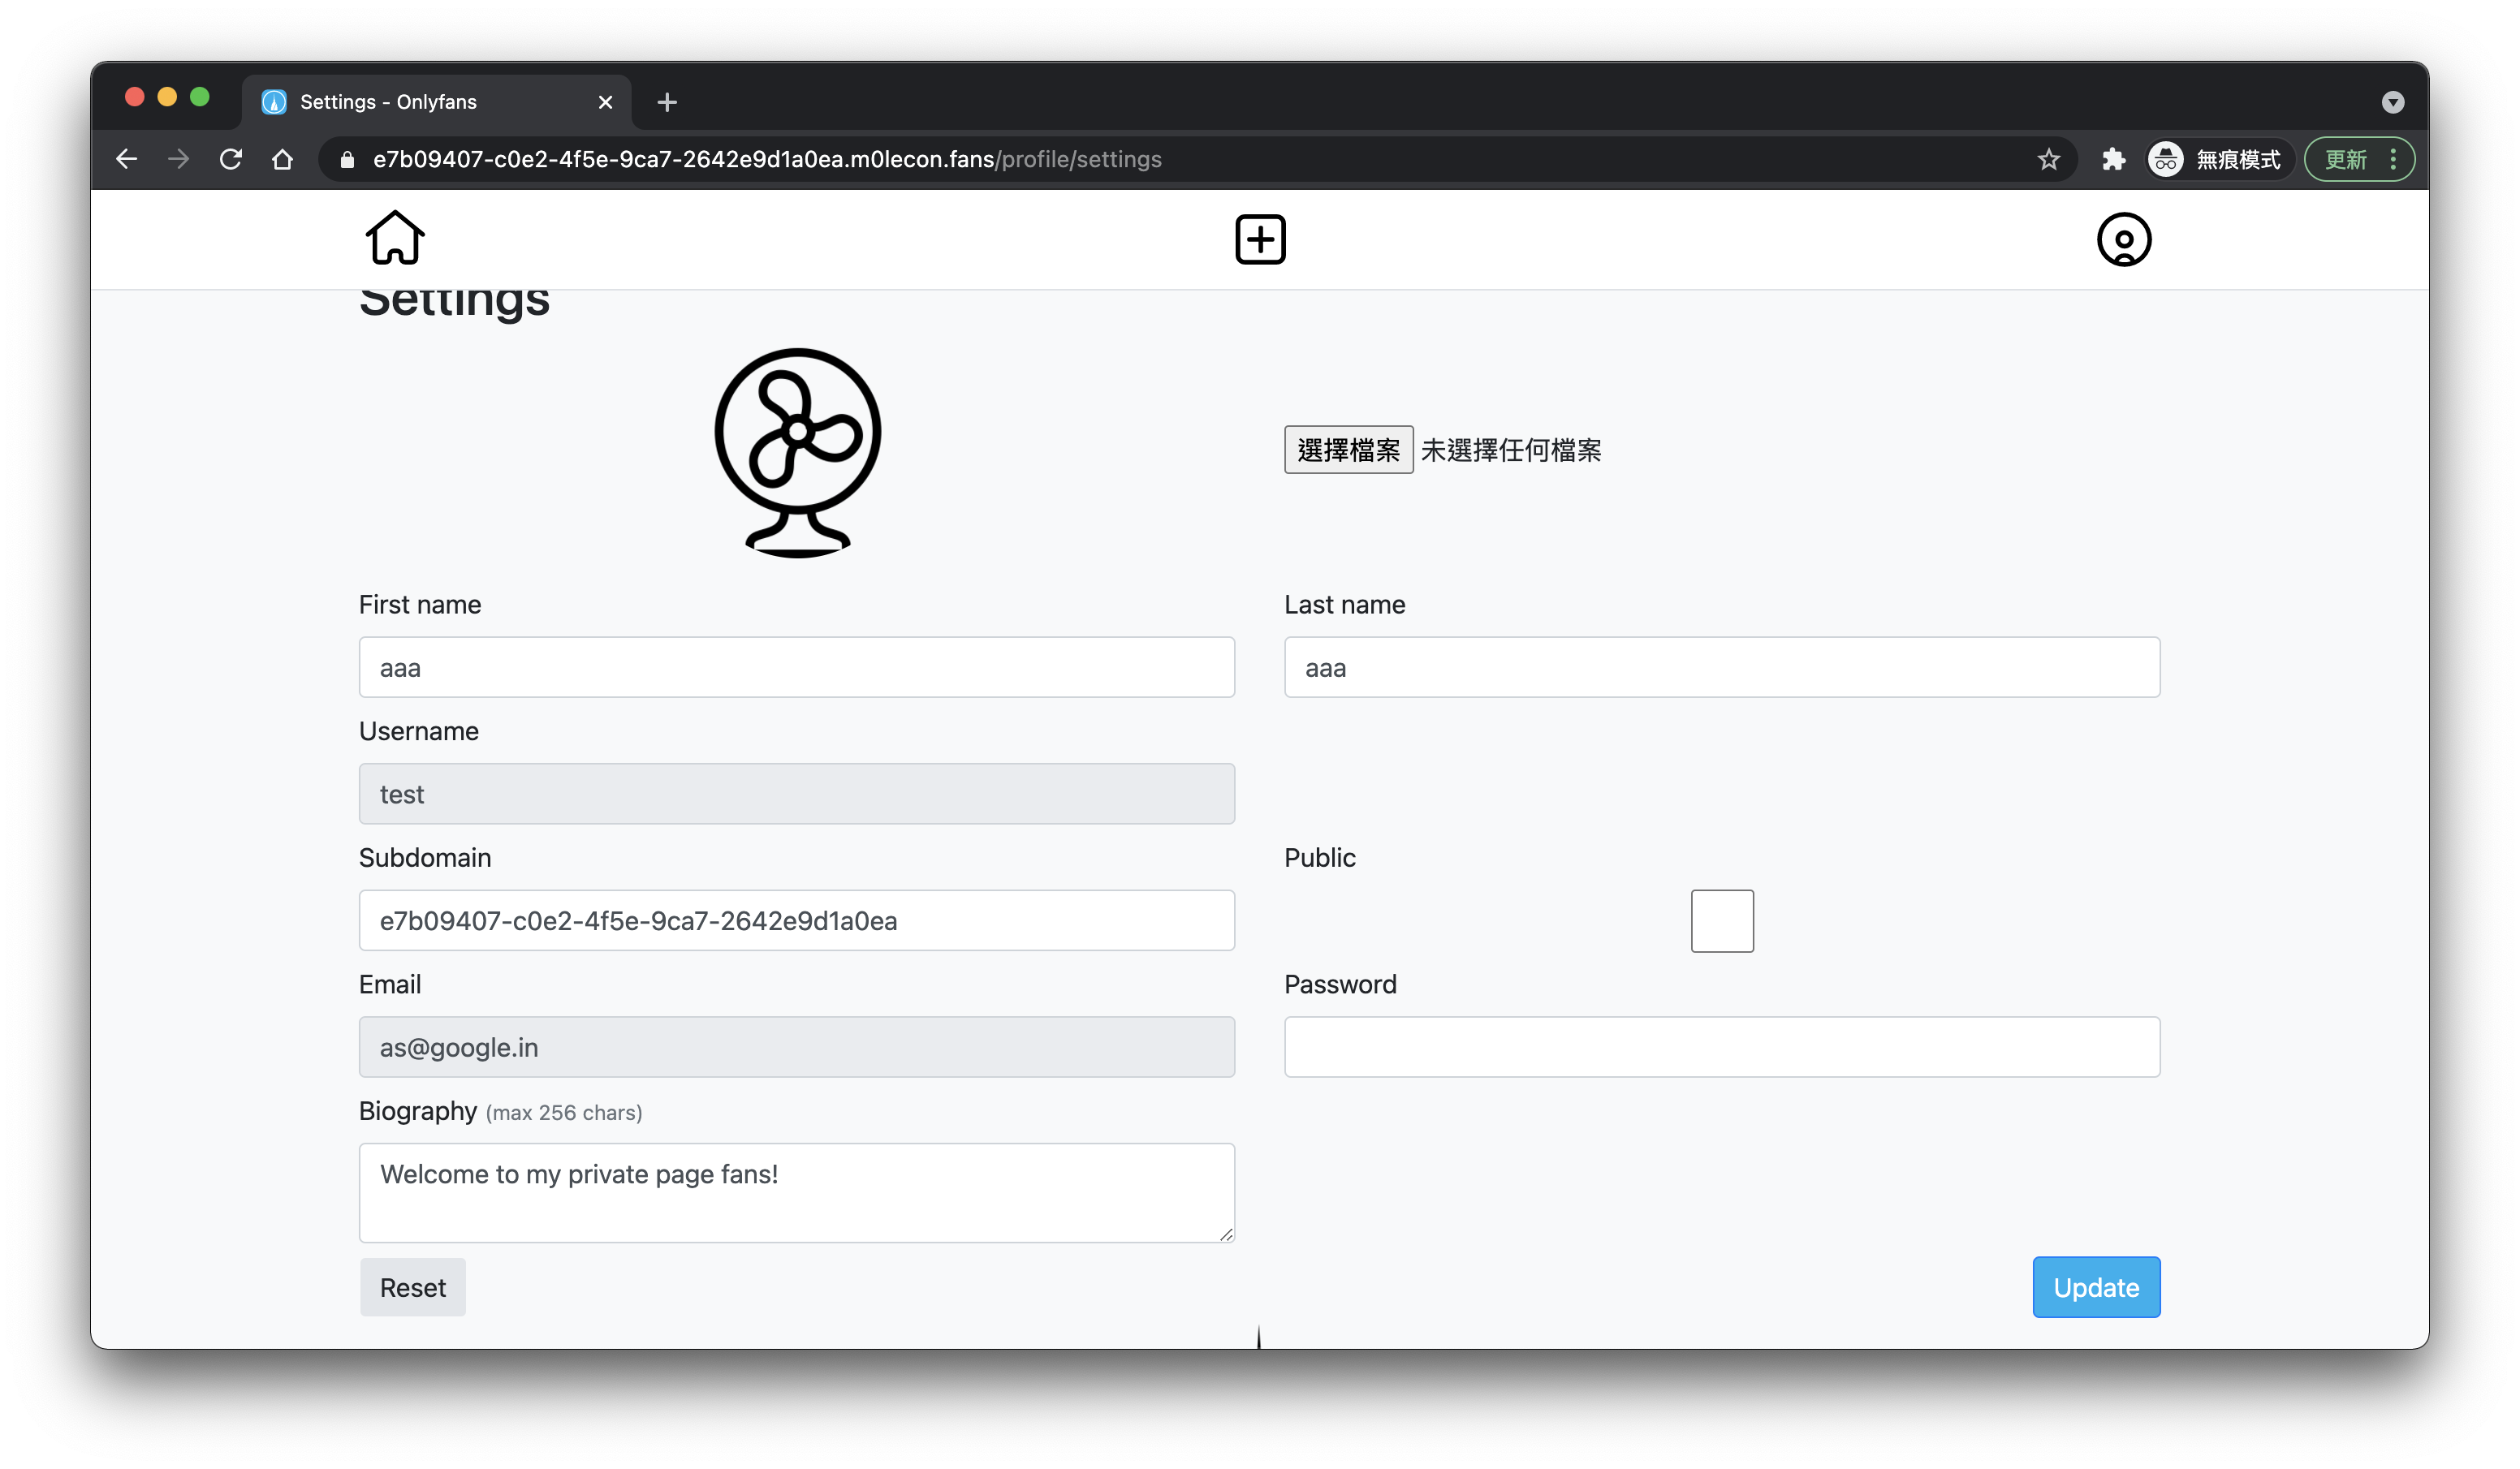 Settings - Onlyfans
e7b09407-c0e2-4f5e-9ca7-2642e9d1a0ea.m0lecon.fans/profile/settings
無痕模式
更新
Settings
選擇檔案 未選擇任何檔案
First name
Last name
aaa
aaa
Username
test
Subdomain
Public
e7b09407-c0e2-4f5e-9ca7-2642e9d1a0ea
Email
Password
as@google.in
Biography (max 256 chars)
Welcome to my private page fans!
Reset
Update